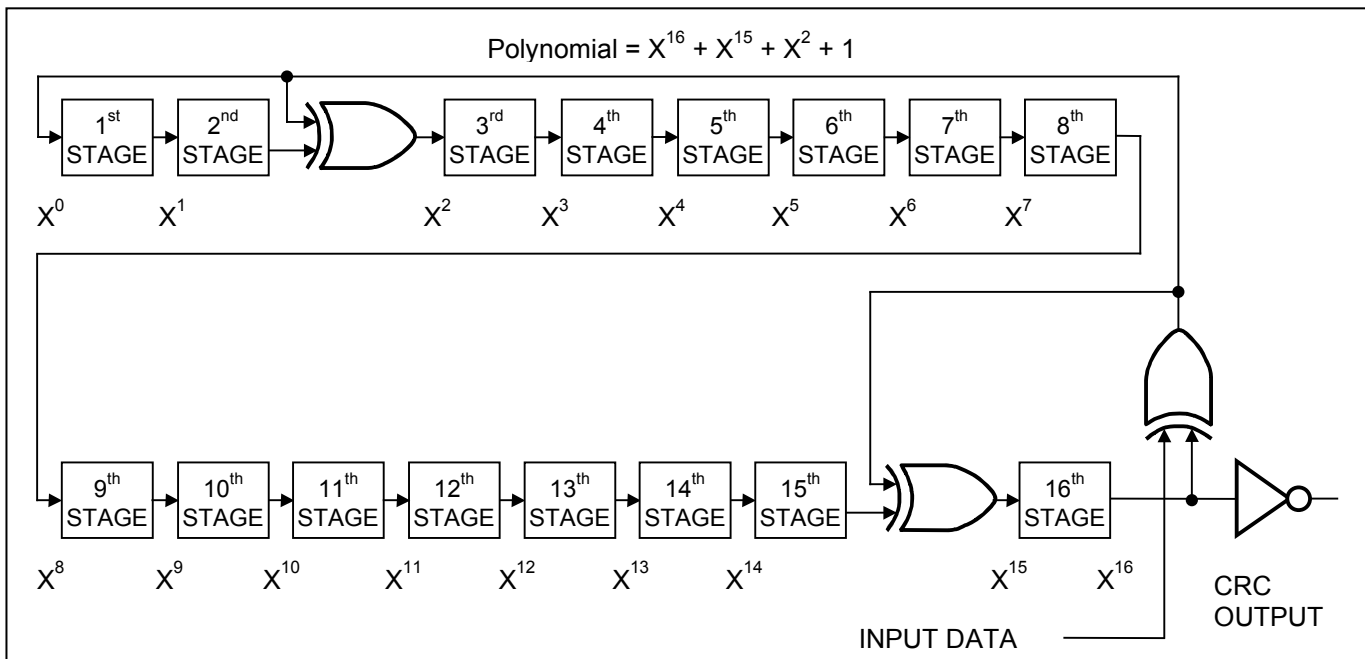 Polynomial = X¹⁶ + X¹⁵ + X² + 1
1ˢᵗ STAGE
2ⁿᵈ STAGE
3ʳᵈ STAGE
4ᵗʰ STAGE
5ᵗʰ STAGE
6ᵗʰ STAGE
7ᵗʰ STAGE
8ᵗʰ STAGE
X⁰ X¹ X² X³ X⁴ X⁵ X⁶ X⁷
9ᵗʰ STAGE
10ᵗʰ STAGE
11ᵗʰ STAGE
12ᵗʰ STAGE
13ᵗʰ STAGE
14ᵗʰ STAGE
15ᵗʰ STAGE
16ᵗʰ STAGE
X⁸ X⁹ X¹⁰ X¹¹ X¹² X¹³ X¹⁴ X¹⁵ X¹⁶
CRC
OUTPUT
INPUT DATA